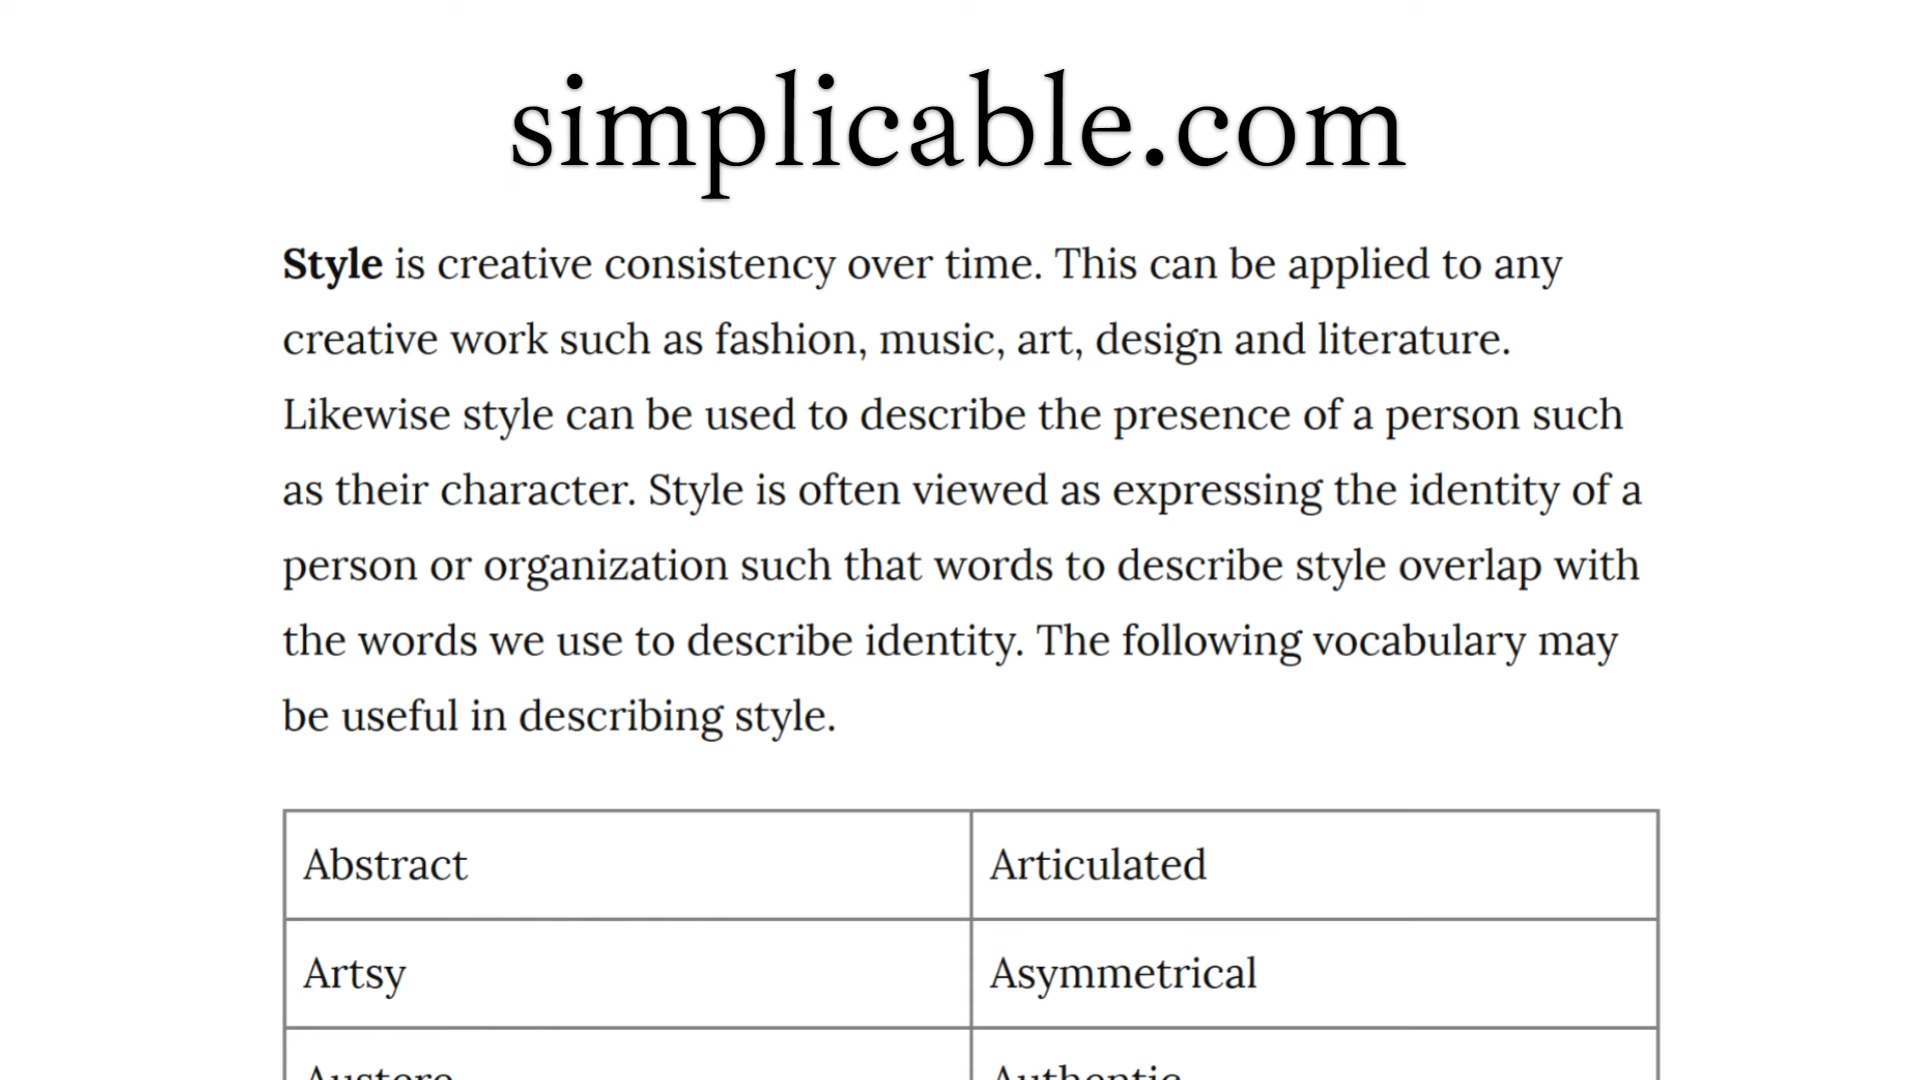 simplicable.com
Style is creative consistency over time. This can be applied to any
creative work such as fashion, music, art, design and literature.
Likewise style can be used to describe the presence of a person such
as their character. Style is often viewed as expressing the identity of a
person or organization such that words to describe style overlap with
the words we use to describe identity. The following vocabulary may
be useful in describing style.
Abstract Articulated
Artsy Asymmetrical
Austere Authentic